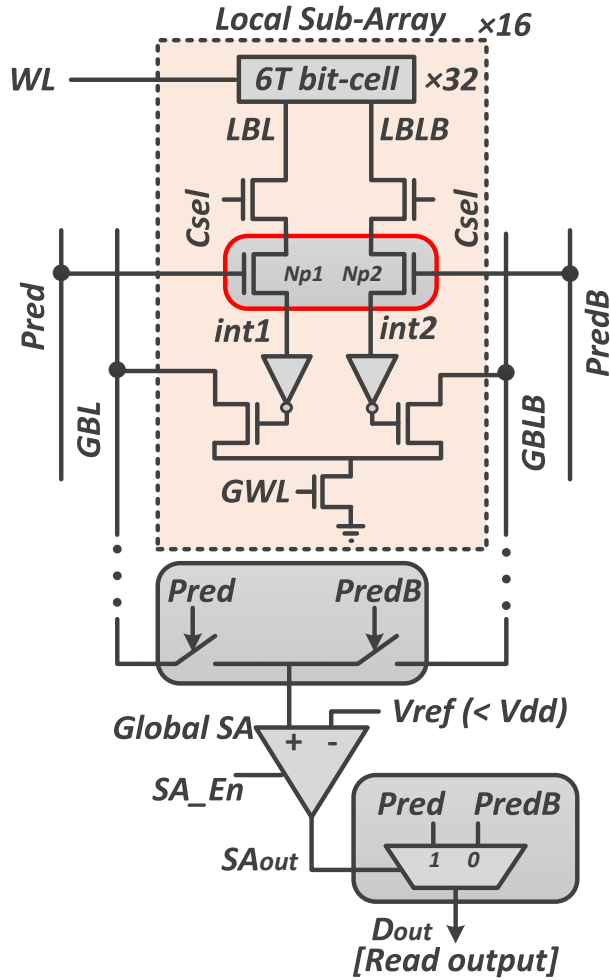 Local Sub-Array ×16
WL
6T bit-cell ×32
LBL
LBLB
Csel
Csel
Np1
Np2
Pred
PredB
int1
int2
GBL
GBLB
GWL
Pred
PredB
Global SA
Vref (< Vdd)
+
-
SA_En
Pred
PredB
SAout
1
0
Dout
[Read output]